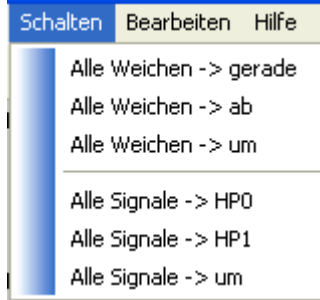 Schalten Bearbeiten Hilfe
Alle Weichen -> gerade
Alle Weichen -> ab
Alle Weichen -> um
Alle Signale -> HP0
Alle Signale -> HP1
Alle Signale -> um